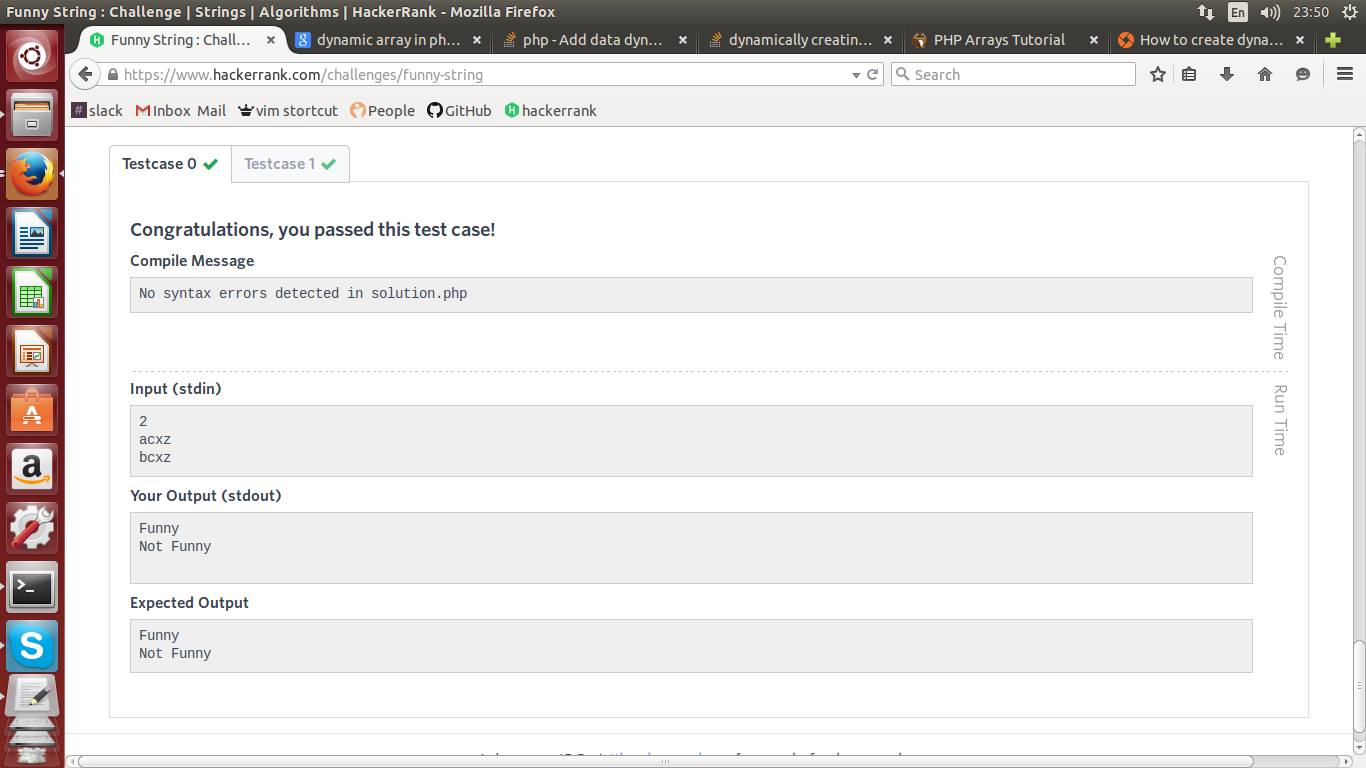 Funny String : Challenge | Strings | Algorithms | HackerRank - Mozilla Firefox
En
23:50
Funny String : Chall...
dynamic array in ph...
php - Add data dyn...
dynamically creatin...
PHP Arrays Tutorial
How to create dyna...
https://www.hackerrank.com/challenges/funny-string
Search
slack
Inbox Mail
vim stortcut
People
GitHub
hackerrank
Testcase 0
Testcase 1
Congratulations, you passed this test case!
Compile Message
No syntax errors detected in solution.php
Compile Time
Input (stdin)
2
acxz
bcxz
Run Time
Your Output (stdout)
Funny
Not Funny
Expected Output
Funny
Not Funny